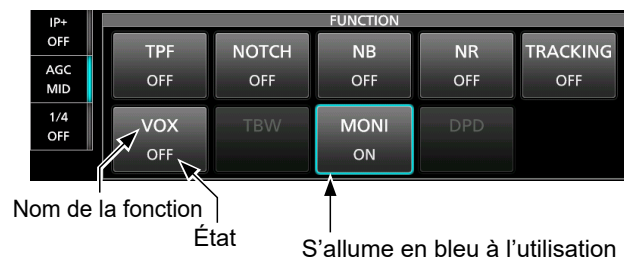 IP+
OFF
AGC
MID
1/4
OFF
FUNCTION
TPF
OFF
NOTCH
OFF
NB
OFF
NR
OFF
TRACKING
OFF
VOX
OFF
TBW
MONI
ON
DPD
Nom de la fonction
État
S’allume en bleu à l’utilisation